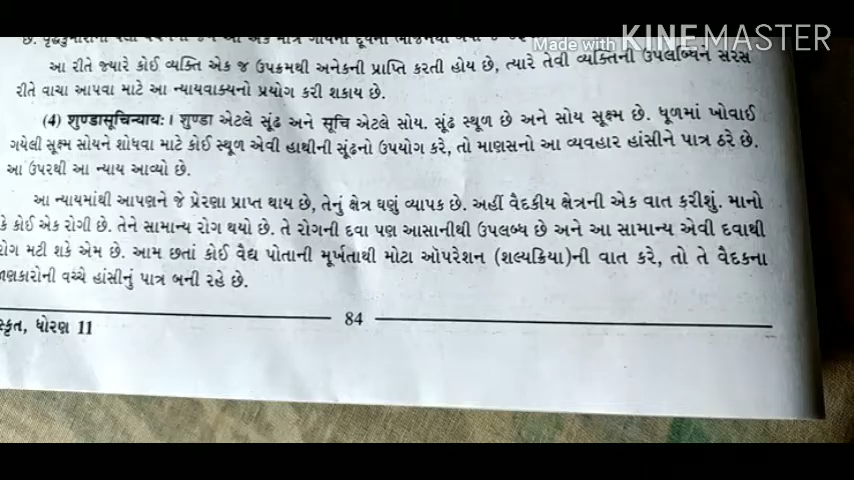 Made with KINEMASTER
આ રીતે જ્યારે કોઈ વ્યક્તિ એક જ ઉપક્રમથી અનેકની પ્રાપ્તિ કરતી હોય છે, ત્યારે તેવી વ્યક્તિની ઉપલબ્ધિને સરસ
રીતે વાચા આપવા માટે આ ન્યાયવાક્યનો પ્રયોગ કરી શકાય છે.
(4) शुण्डासूचिन्यायः। शुण्डा એટલે સૂંઢ અને सूचि એટલે સોય. સૂંઢ સ્થૂળ છે અને સોય સૂક્ષ્મ છે. ધૂળમાં ખોવાઈ
ગયેલી સૂક્ષ્મ સોયને શોધવા માટે કોઈ સ્થૂળ એવી હાથીની સૂંઢનો ઉપયોગ કરે, તો માણસનો આ વ્યવહાર હાંસીને પાત્ર ઠરે છે.
આ ઉપરથી આ ન્યાય આવ્યો છે.
આ ન્યાયમાંથી આપણને જે પ્રેરણા પ્રાપ્ત થાય છે, તેનું ક્ષેત્ર ઘણું વ્યાપક છે. અહીં વૈદકીય ક્ષેત્રની એક વાત કરીશું. માનો
કે કોઈ એક રોગી છે. તેને સામાન્ય રોગ થયો છે. તે રોગની દવા પણ આસાનીથી ઉપલબ્ધ છે અને આ સામાન્ય એવી દવાથી
રોગ મટી શકે એમ છે. આમ છતાં કોઈ વૈદ્ય પોતાની મૂર્ખતાથી મોટા ઑપરેશન (શલ્યક્રિયા)ની વાત કરે, તો તે વૈદકના
ણકારોની વચ્ચે હાંસીનું પાત્ર બની રહે છે.
સ્કૃત, ધોરણ 11
84